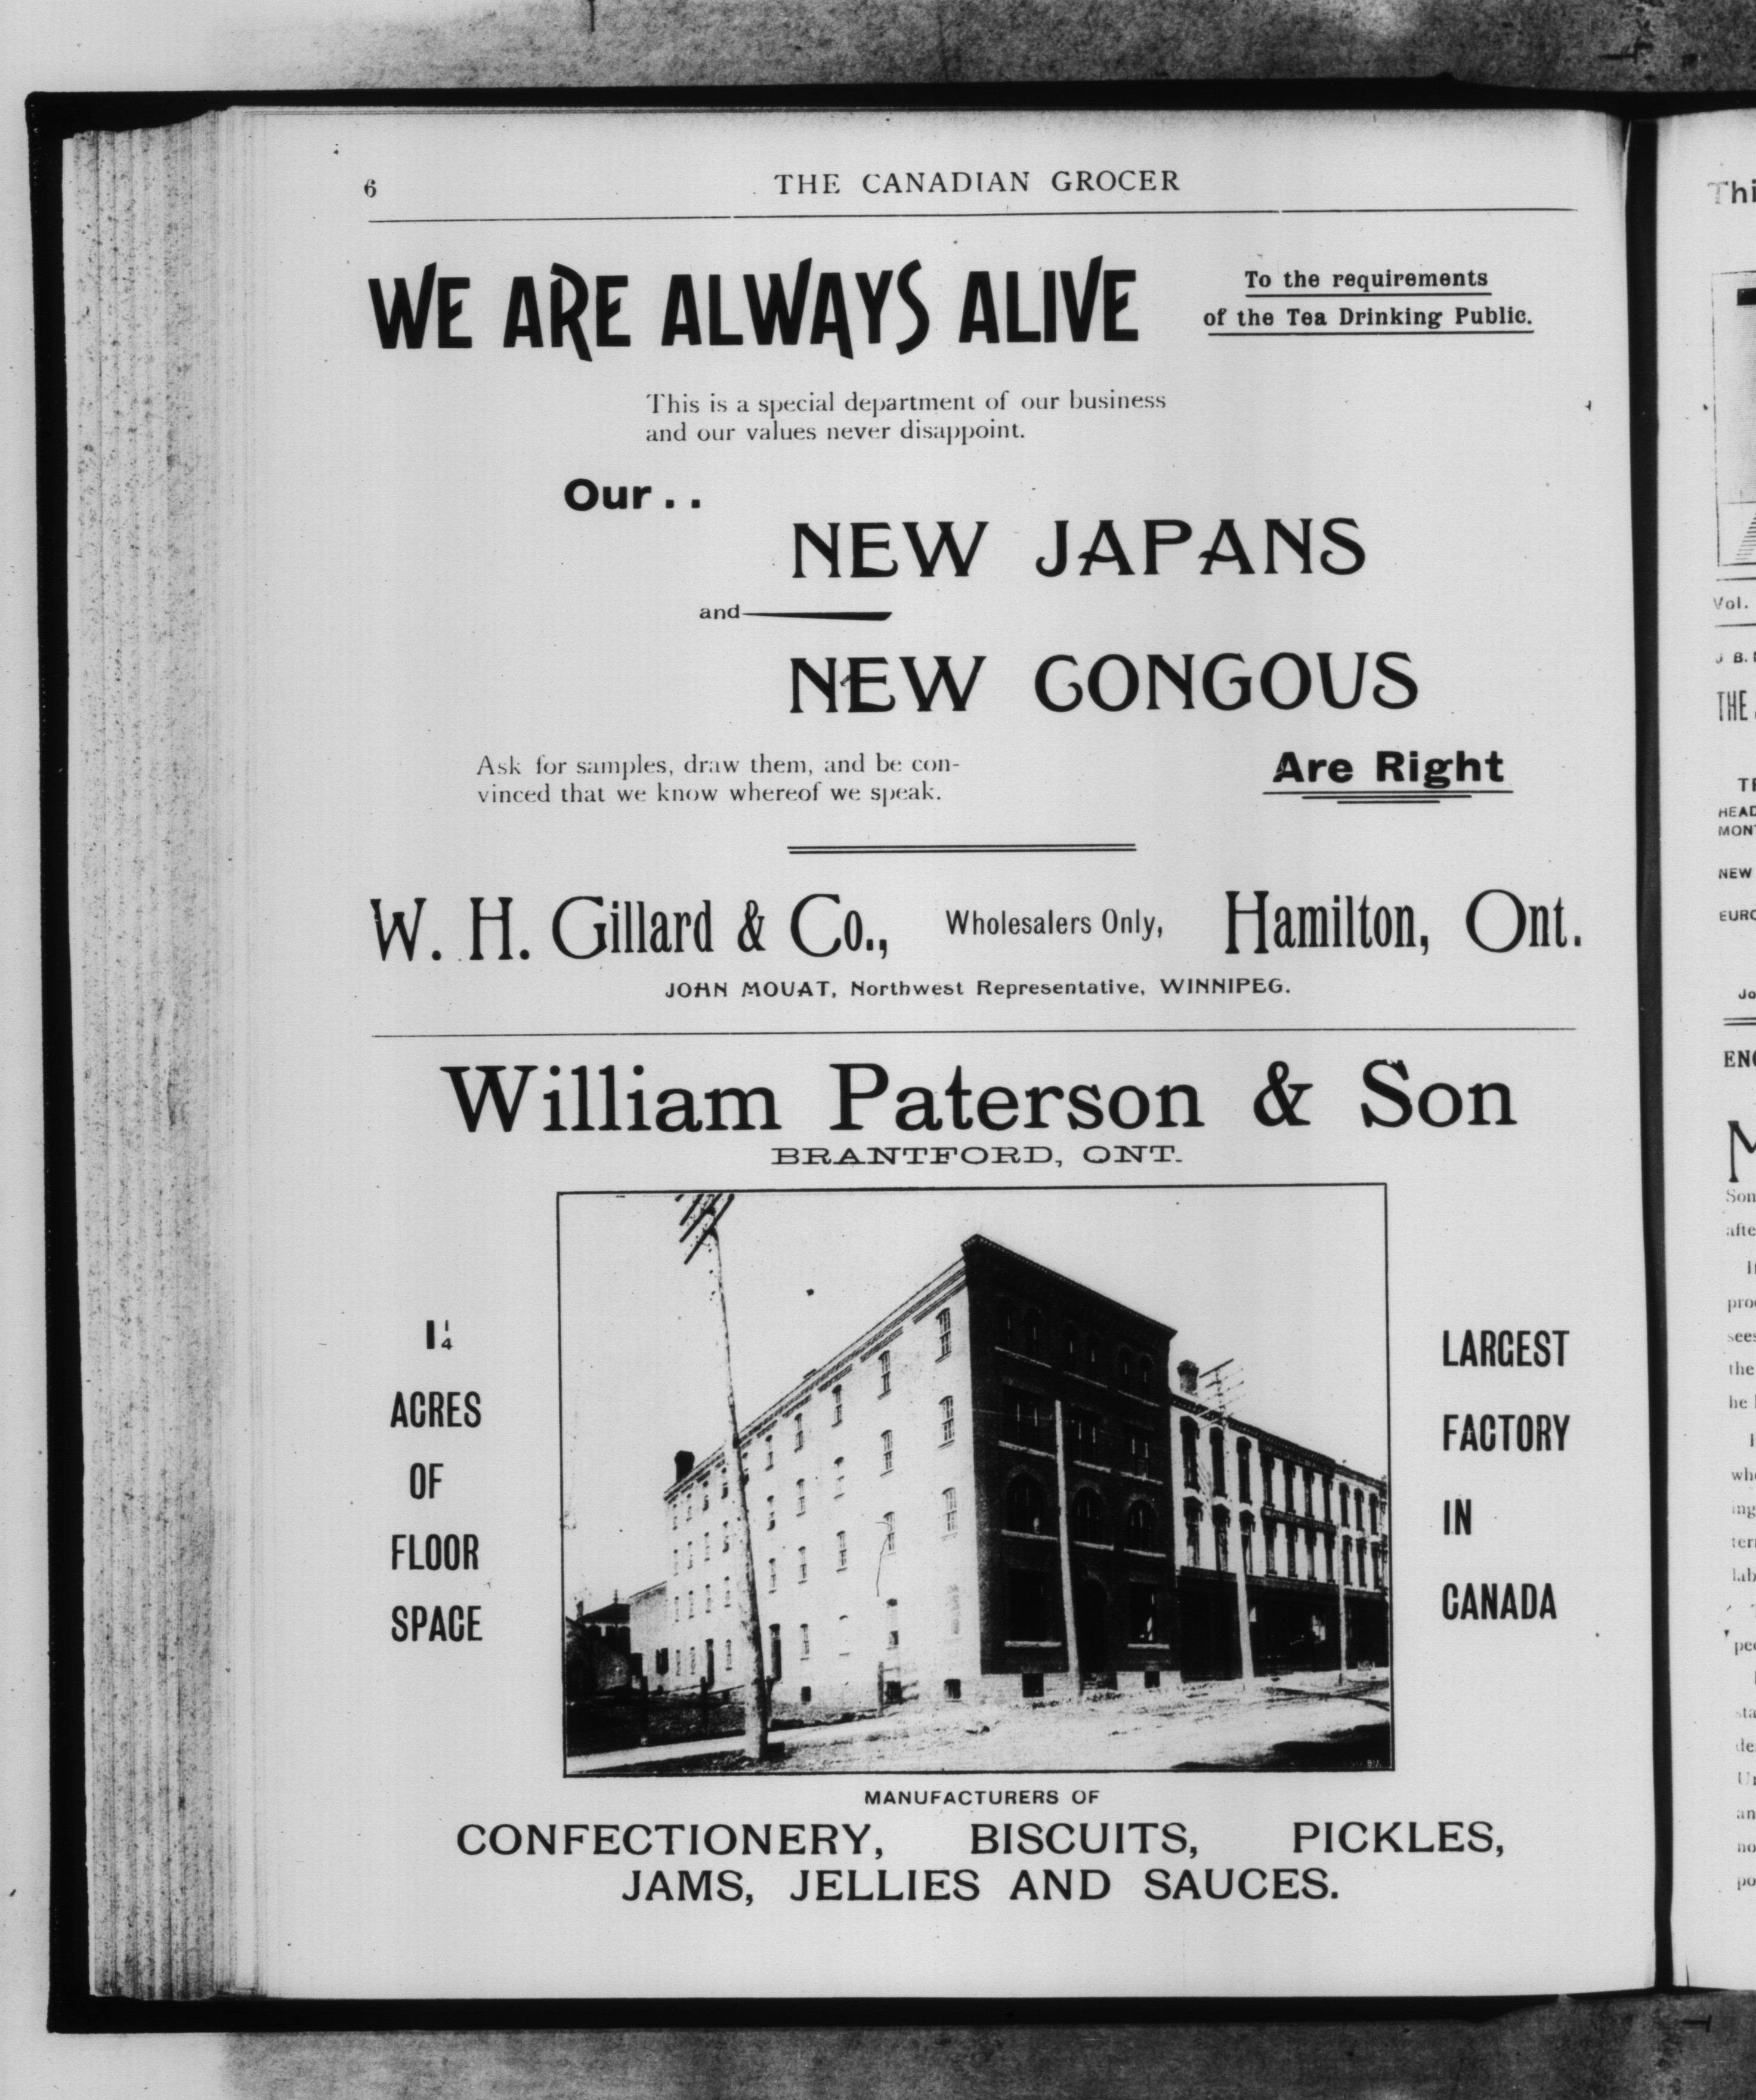 6
THE CANADIAN GROCER
WE ARE ALWAYS ALIVE
To the requirements
of the Tea Drinking Public.
This is a special department of our business
and our values never disappoint.
Our . .
NEW JAPANS
and
NEW CONGOUS
Ask for samples, draw them, and be con-
vinced that we know whereof we speak.
Are Right
W. H. Gillard & Co., Wholesalers Only, Hamilton, Ont.
JOHN MOUAT, Northwest Representative, WINNIPEG.
William Paterson & Son
BRANTFORD, ONT.
1¼
ACRES
OF
FLOOR
SPACE
LARGEST
FACTORY
IN
CANADA
MANUFACTURERS OF
CONFECTIONERY, BISCUITS, PICKLES,
JAMS, JELLIES AND SAUCES.
Vol.
THE
NEW
the